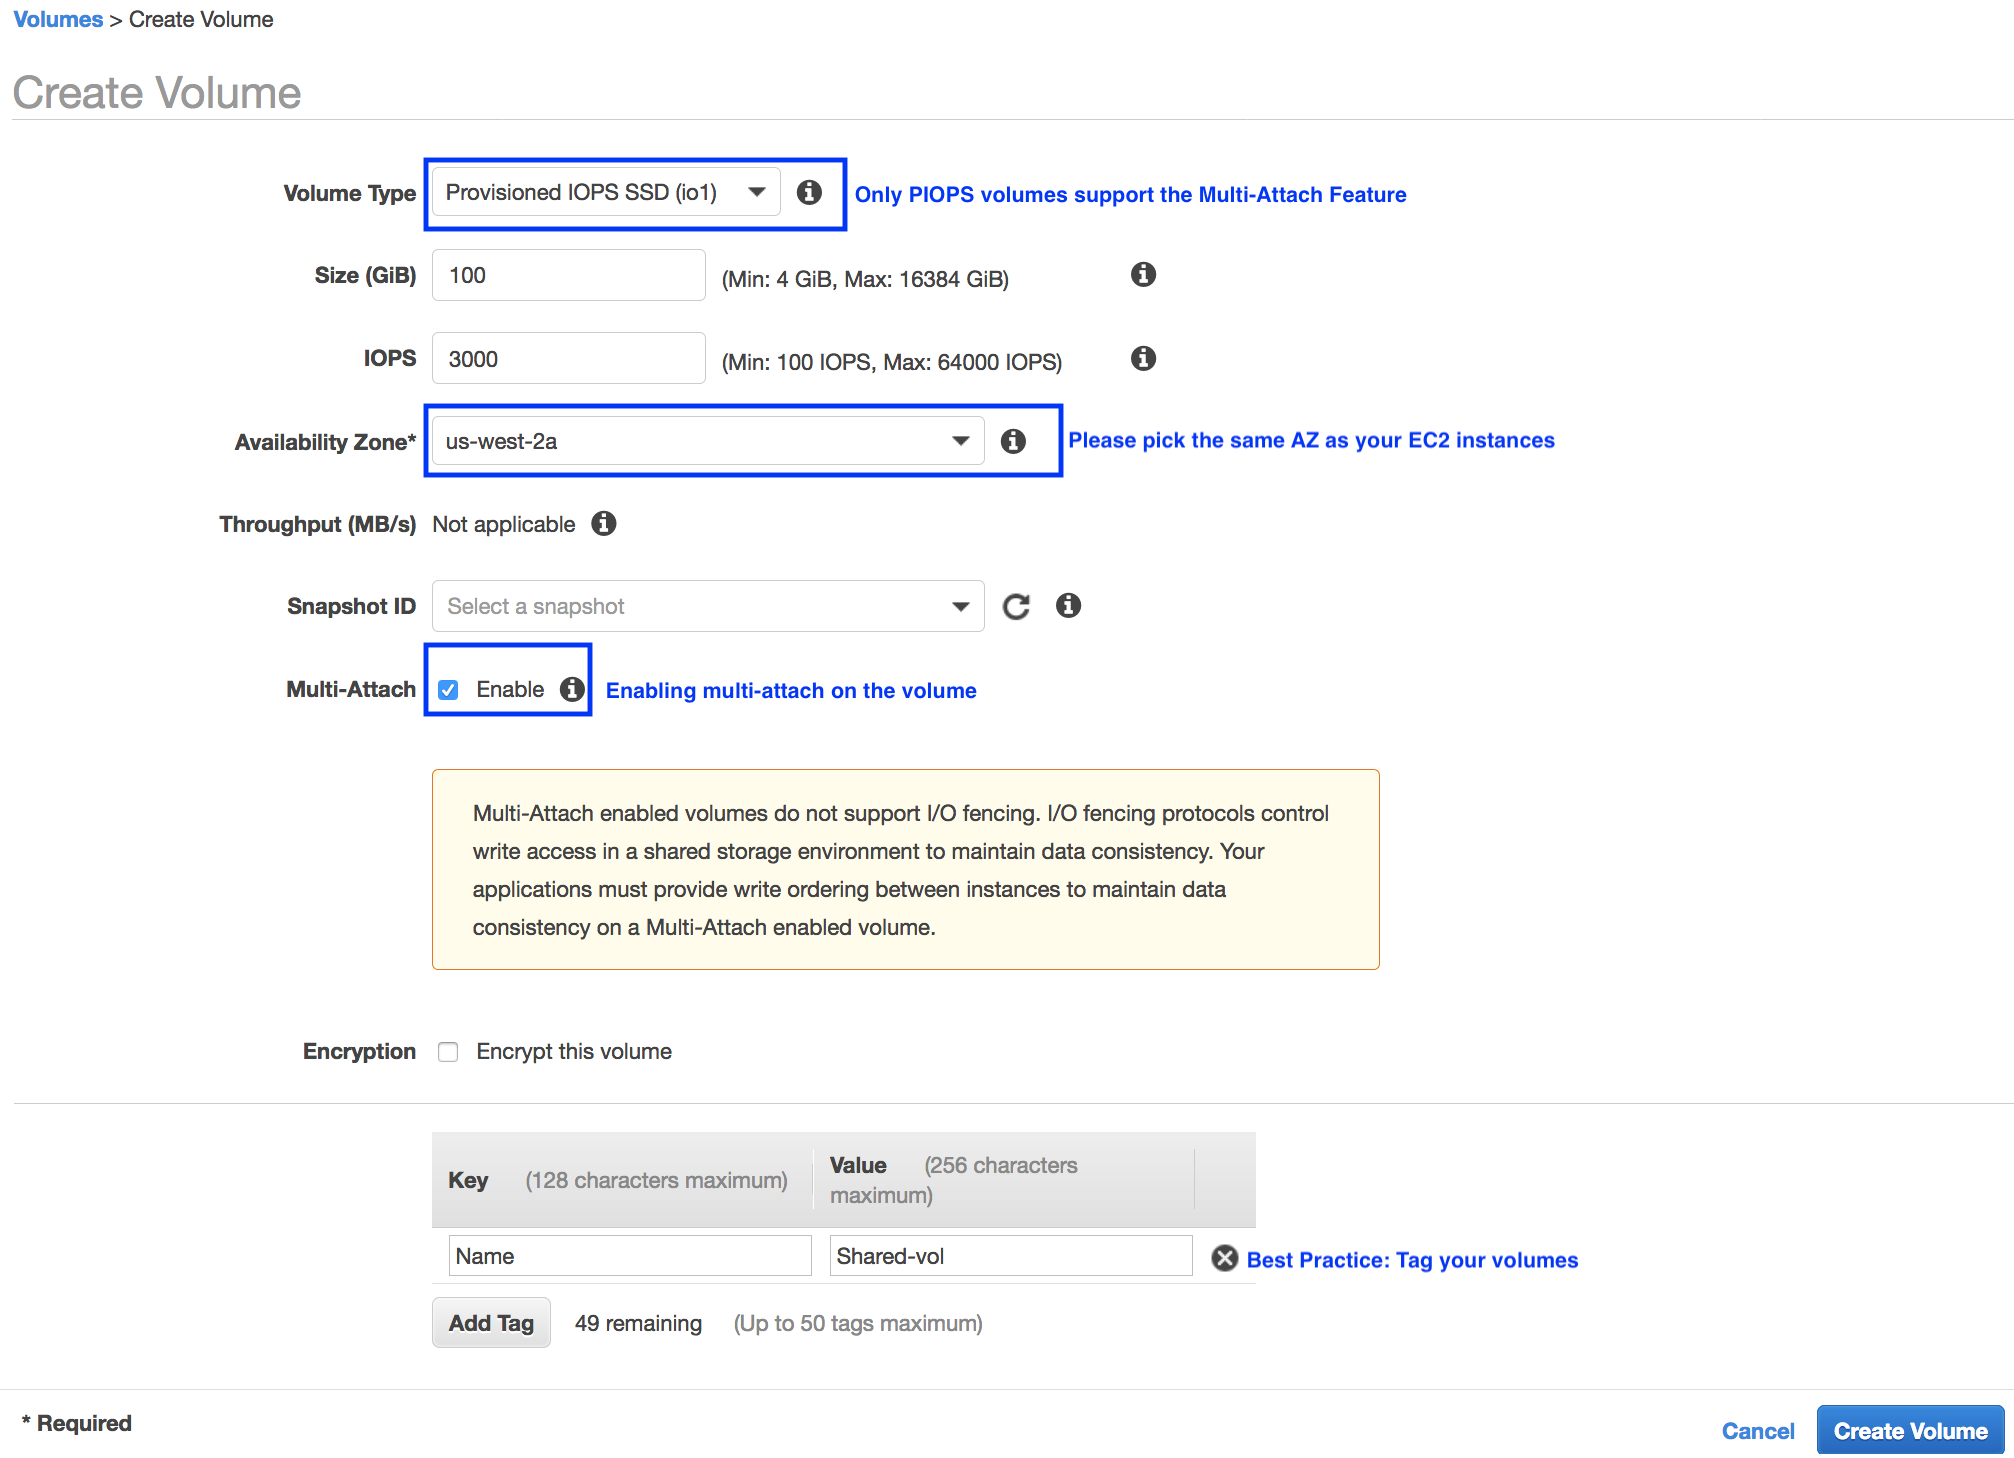 Volumes > Create Volume
Create Volume
Volume Type Provisioned IOPS SSD (io1) Only PIOPS volumes support the Multi-Attach Feature
Size (GiB) 100 (Min: 4 GiB, Max: 16384 GiB)
IOPS 3000 (Min: 100 IOPS, Max: 64000 IOPS)
Availability Zone* us-west-2a Please pick the same AZ as your EC2 instances
Throughput (MB/s) Not applicable
Snapshot ID Select a snapshot
Multi-Attach Enable Enabling multi-attach on the volume
Multi-Attach enabled volumes do not support I/O fencing. I/O fencing protocols control
write access in a shared storage environment to maintain data consistency. Your
applications must provide write ordering between instances to maintain data
consistency on a Multi-Attach enabled volume.
Encryption Encrypt this volume
Key (128 characters maximum) Value (256 characters
maximum)
Name Shared-vol Best Practice: Tag your volumes
Add Tag 49 remaining (Up to 50 tags maximum)
* Required
Cancel Create Volume